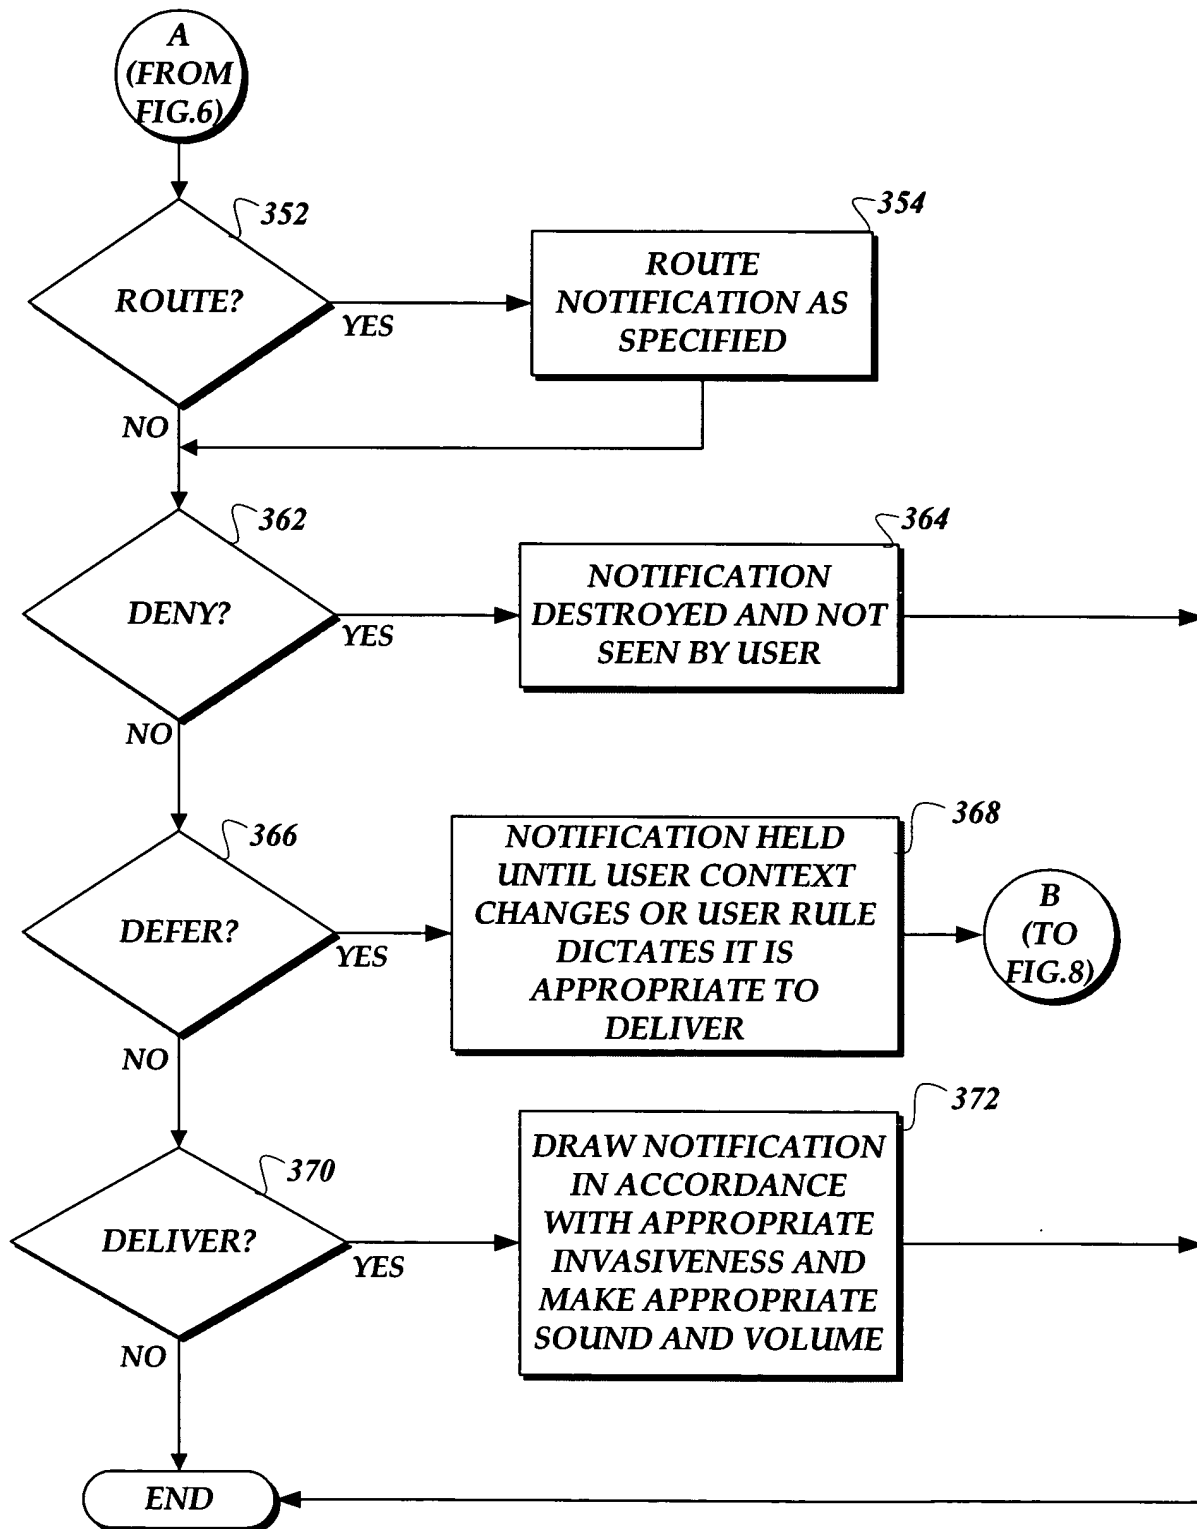 A
(FROM
FIG.6)
352
354
ROUTE?
YES
ROUTE
NOTIFICATION AS
SPECIFIED
NO
362
364
DENY?
YES
NOTIFICATION
DESTROYED AND NOT
SEEN BY USER
NO
366
368
DEFER?
YES
NOTIFICATION HELD
UNTIL USER CONTEXT
CHANGES OR USER RULE
DICTATES IT IS
APPROPRIATE TO
DELIVER
B
(TO
FIG.8)
NO
370
372
DELIVER?
YES
DRAW NOTIFICATION
IN ACCORDANCE
WITH APPROPRIATE
INVASIVENESS AND
MAKE APPROPRIATE
SOUND AND VOLUME
NO
END